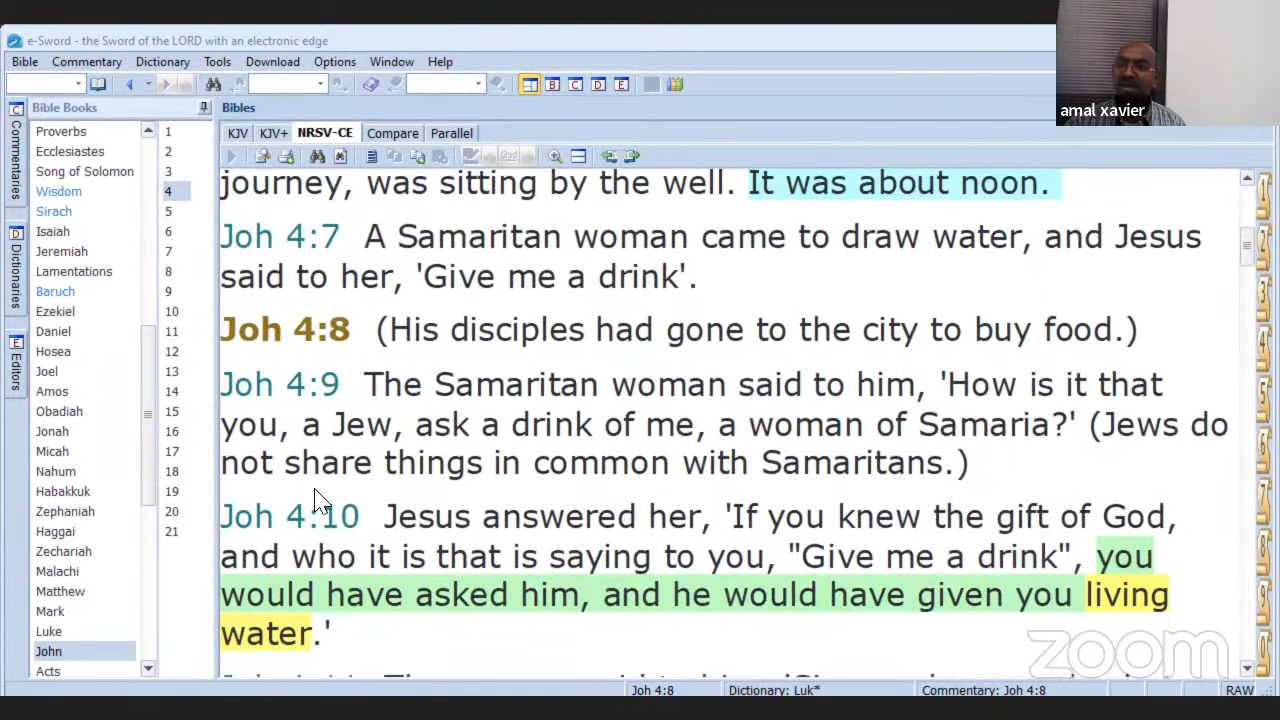 e-Sword - the Sword of the LORD with an electronic edge
Bible Commentary Dictionary Tools Download Options Window Help
B C D E
Bible Books
Bibles
amal xavier
KJV KJV+ NRSV-CE Compare Parallel
Commentaries
Dictionaries
Editors
Proverbs
Ecclesiastes
Song of Solomon
Wisdom
Sirach
Isaiah
Jeremiah
Lamentations
Baruch
Ezekiel
Daniel
Hosea
Joel
Amos
Obadiah
Jonah
Micah
Nahum
Habakkuk
Zephaniah
Haggai
Zechariah
Malachi
Matthew
Mark
Luke
John
Acts
1
2
3
4
5
6
7
8
9
10
11
12
13
14
15
16
17
18
19
20
21
journey, was sitting by the well. It was about noon.
Joh 4:7 A Samaritan woman came to draw water, and Jesus
said to her, 'Give me a drink'.
Joh 4:8 (His disciples had gone to the city to buy food.)
Joh 4:9 The Samaritan woman said to him, 'How is it that
you, a Jew, ask a drink of me, a woman of Samaria?' (Jews do
not share things in common with Samaritans.)
Joh 4:10 Jesus answered her, 'If you knew the gift of God,
and who it is that is saying to you, "Give me a drink", you
would have asked him, and he would have given you living
water.'
zoom
Joh 4:8 Dictionary: Luk* Commentary: Joh 4:8 RAW